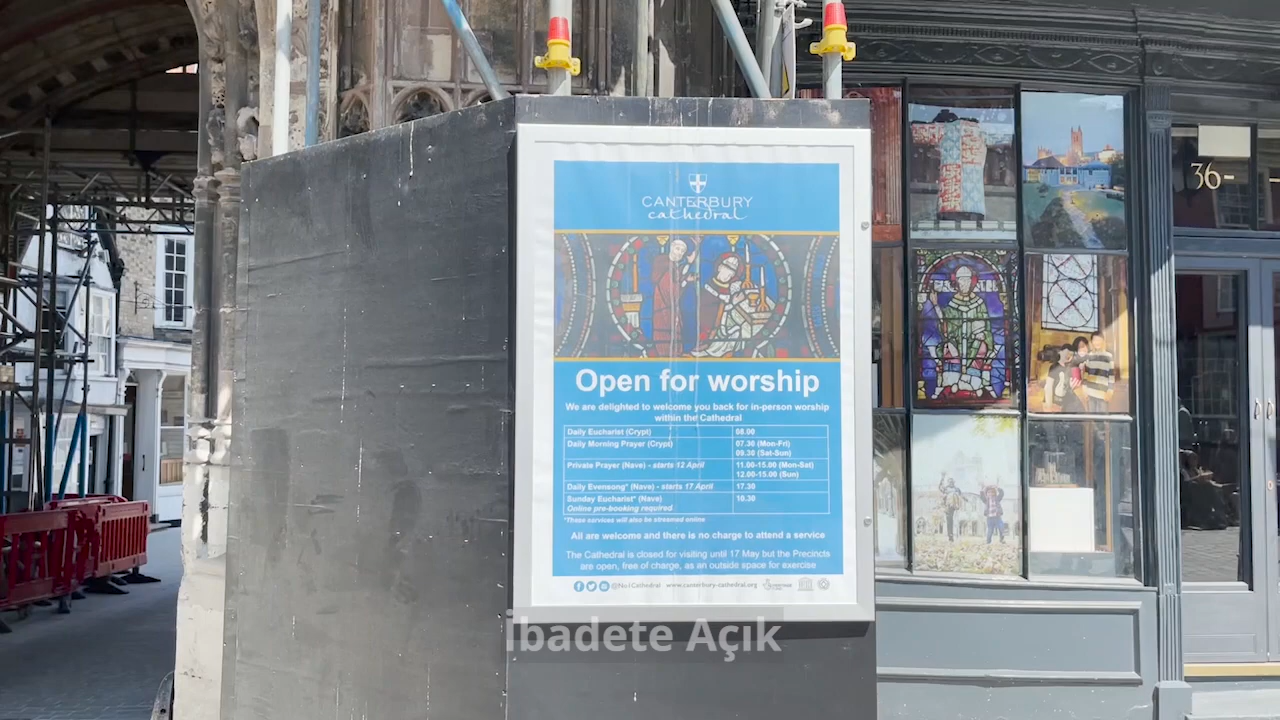 CANTERBURY
cathedral
Open for worship
We are delighted to welcome you back for in-person worship
within the Cathedral
Daily Eucharist (Crypt) 08.00
Daily Morning Prayer (Crypt) 07.30 (Mon-Fri)
09.30 (Sat-Sun)
Private Prayer (Nave) - starts 12 April 11.00-15.00 (Mon-Sat)
12.00-15.00 (Sun)
Daily Evensong* (Nave) - starts 17 April 17.30
Sunday Eucharist* (Nave) 10.30
Online pre-booking required
*These services will also be streamed online
All are welcome and there is no charge to attend a service
The Cathedral is closed for visiting until 17 May but the Precincts
are open, free of charge, as an outside space for exercise
@No1Cathedral www.canterbury-cathedral.org
36-
İbadete Açık